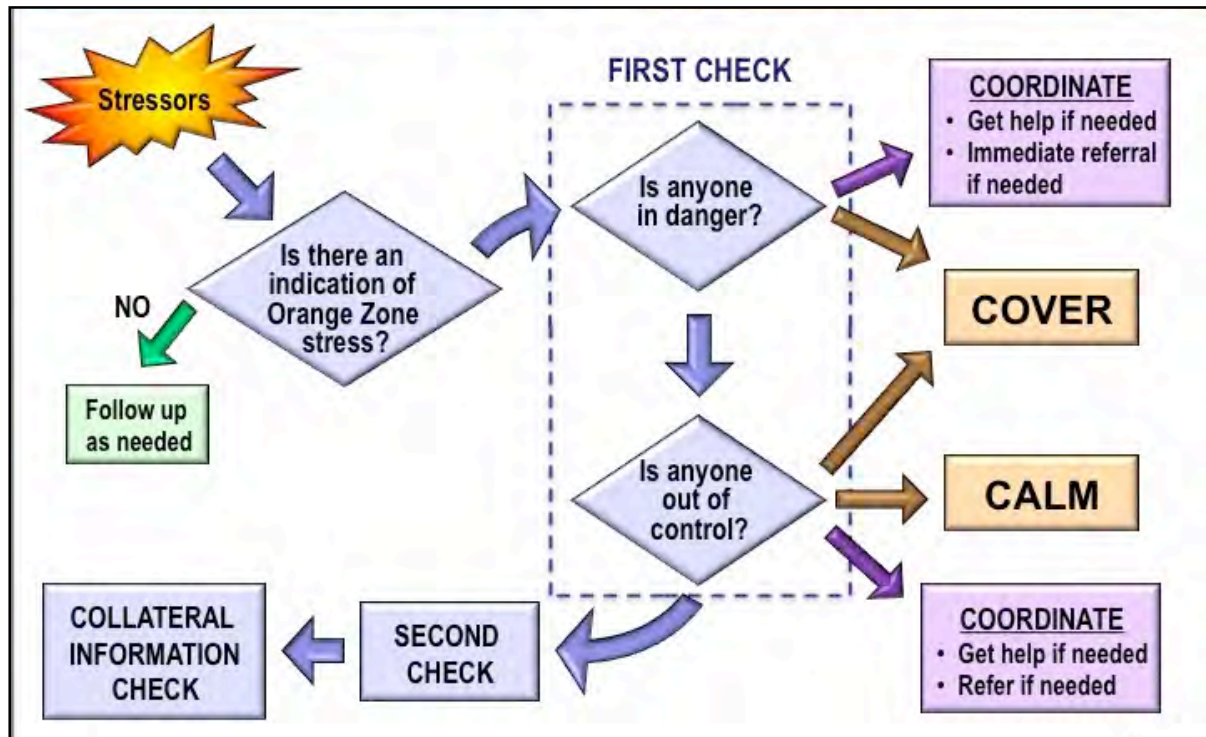 Stressors
Is there an
indication of
Orange Zone
stress?
NO
Follow up
as needed
FIRST CHECK
Is anyone
in danger?
Is anyone
out of
control?
COORDINATE
• Get help if needed
• Immediate referral
if needed
COVER
CALM
COORDINATE
• Get help if needed
• Refer if needed
SECOND
CHECK
COLLATERAL
INFORMATION
CHECK